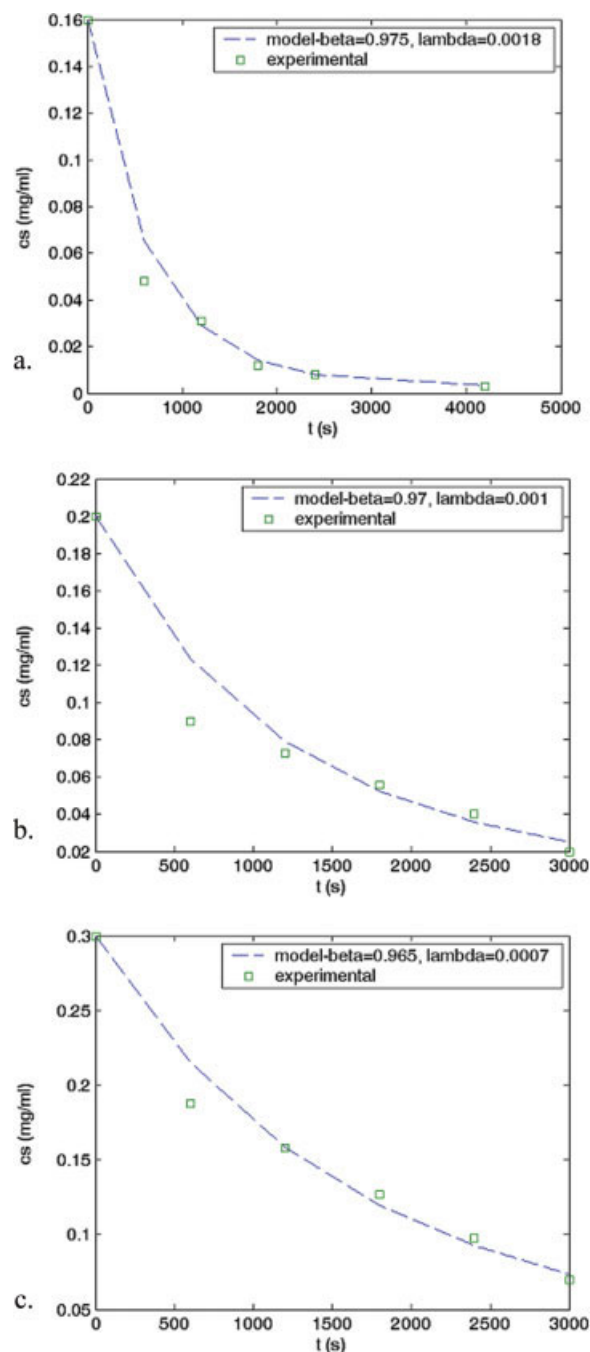 0.16
0.14
0.12
0.1
0.08
0.06
0.04
0.02
0
cs (mg/ml)
model-beta=0.975, lambda=0.0018
experimental
0 1000 2000 3000 4000 5000
t (s)
a.
0.22
0.2
0.18
0.16
0.14
0.12
0.1
0.08
0.06
0.04
0.02
cs (mg/ml)
model-beta=0.97, lambda=0.001
experimental
0 500 1000 1500 2000 2500 3000
t (s)
b.
0.3
0.25
0.2
0.15
0.1
0.05
cs (mg/ml)
model-beta=0.965, lambda=0.0007
experimental
0 500 1000 1500 2000 2500 3000
t (s)
c.